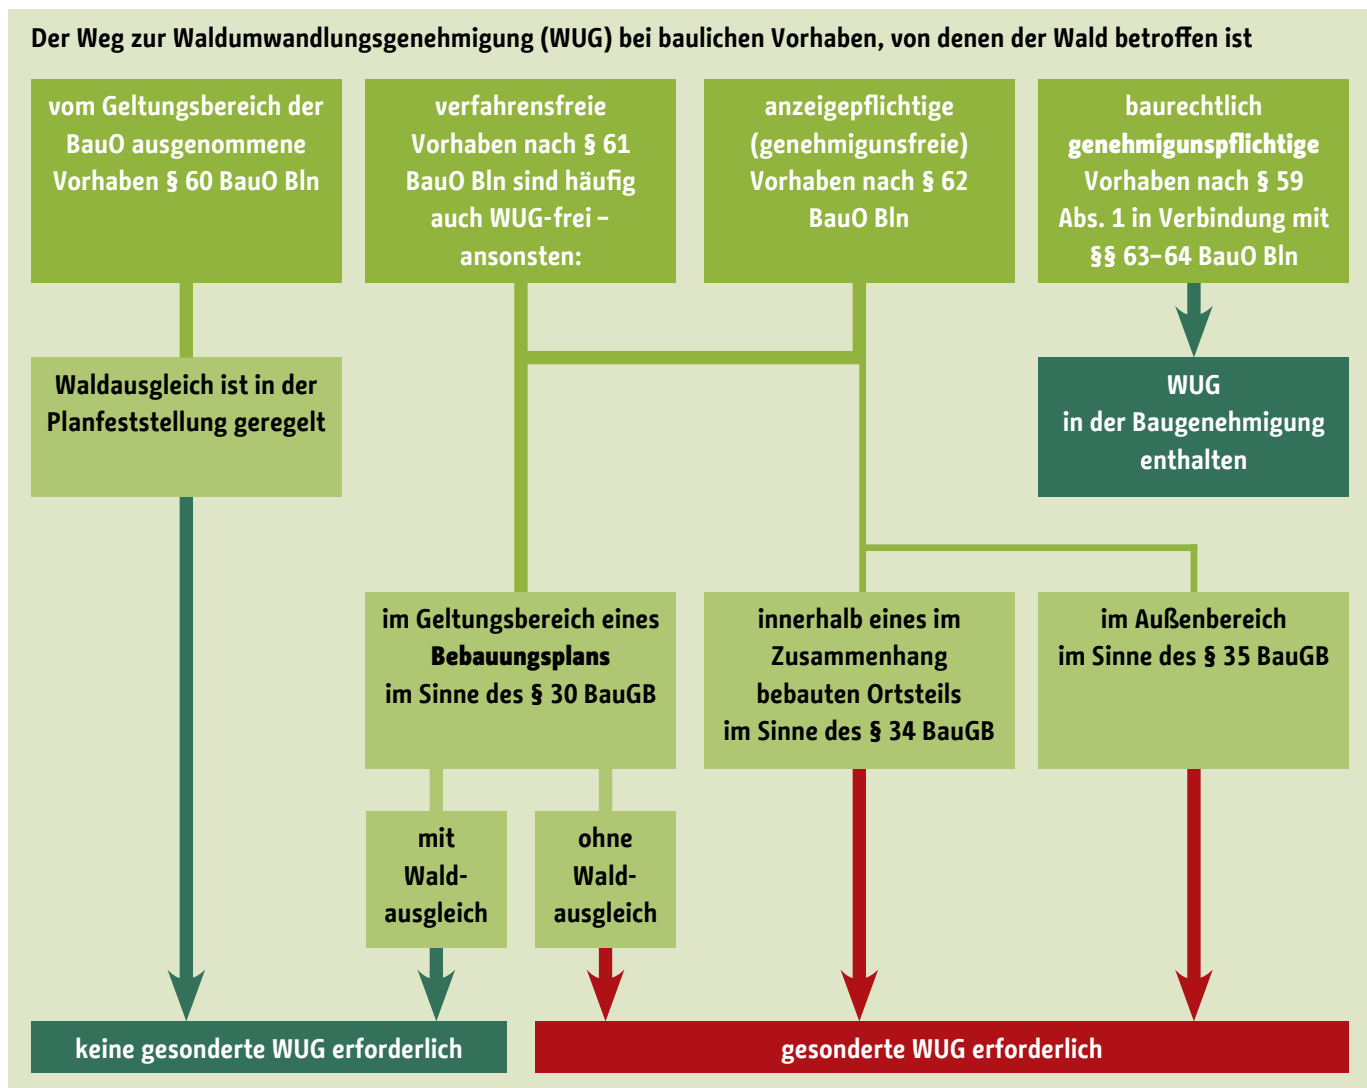 Der Weg zur Waldumwandlungsgenehmigung (WUG) bei baulichen Vorhaben, von denen der Wald betroffen ist
vom Geltungsbereich der
BauO ausgenommene
Vorhaben § 60 BauO Bln
verfahrensfreie
Vorhaben nach § 61
BauO Bln sind häufig
auch WUG-frei –
ansonsten:
anzeigepflichtige
(genehmigunsfreie)
Vorhaben nach § 62
BauO Bln
baurechtlich
genehmigunspflichtige
Vorhaben nach § 59
Abs. 1 in Verbindung mit
§§ 63–64 BauO Bln
Waldausgleich ist in der
Planfeststellung geregelt
WUG
in der Baugenehmigung
enthalten
im Geltungsbereich eines
Bebauungsplans
im Sinne des § 30 BauGB
innerhalb eines im
Zusammenhang
bebauten Ortsteils
im Sinne des § 34 BauGB
im Außenbereich
im Sinne des § 35 BauGB
mit
Wald-
ausgleich
ohne
Wald-
ausgleich
keine gesonderte WUG erforderlich
gesonderte WUG erforderlich